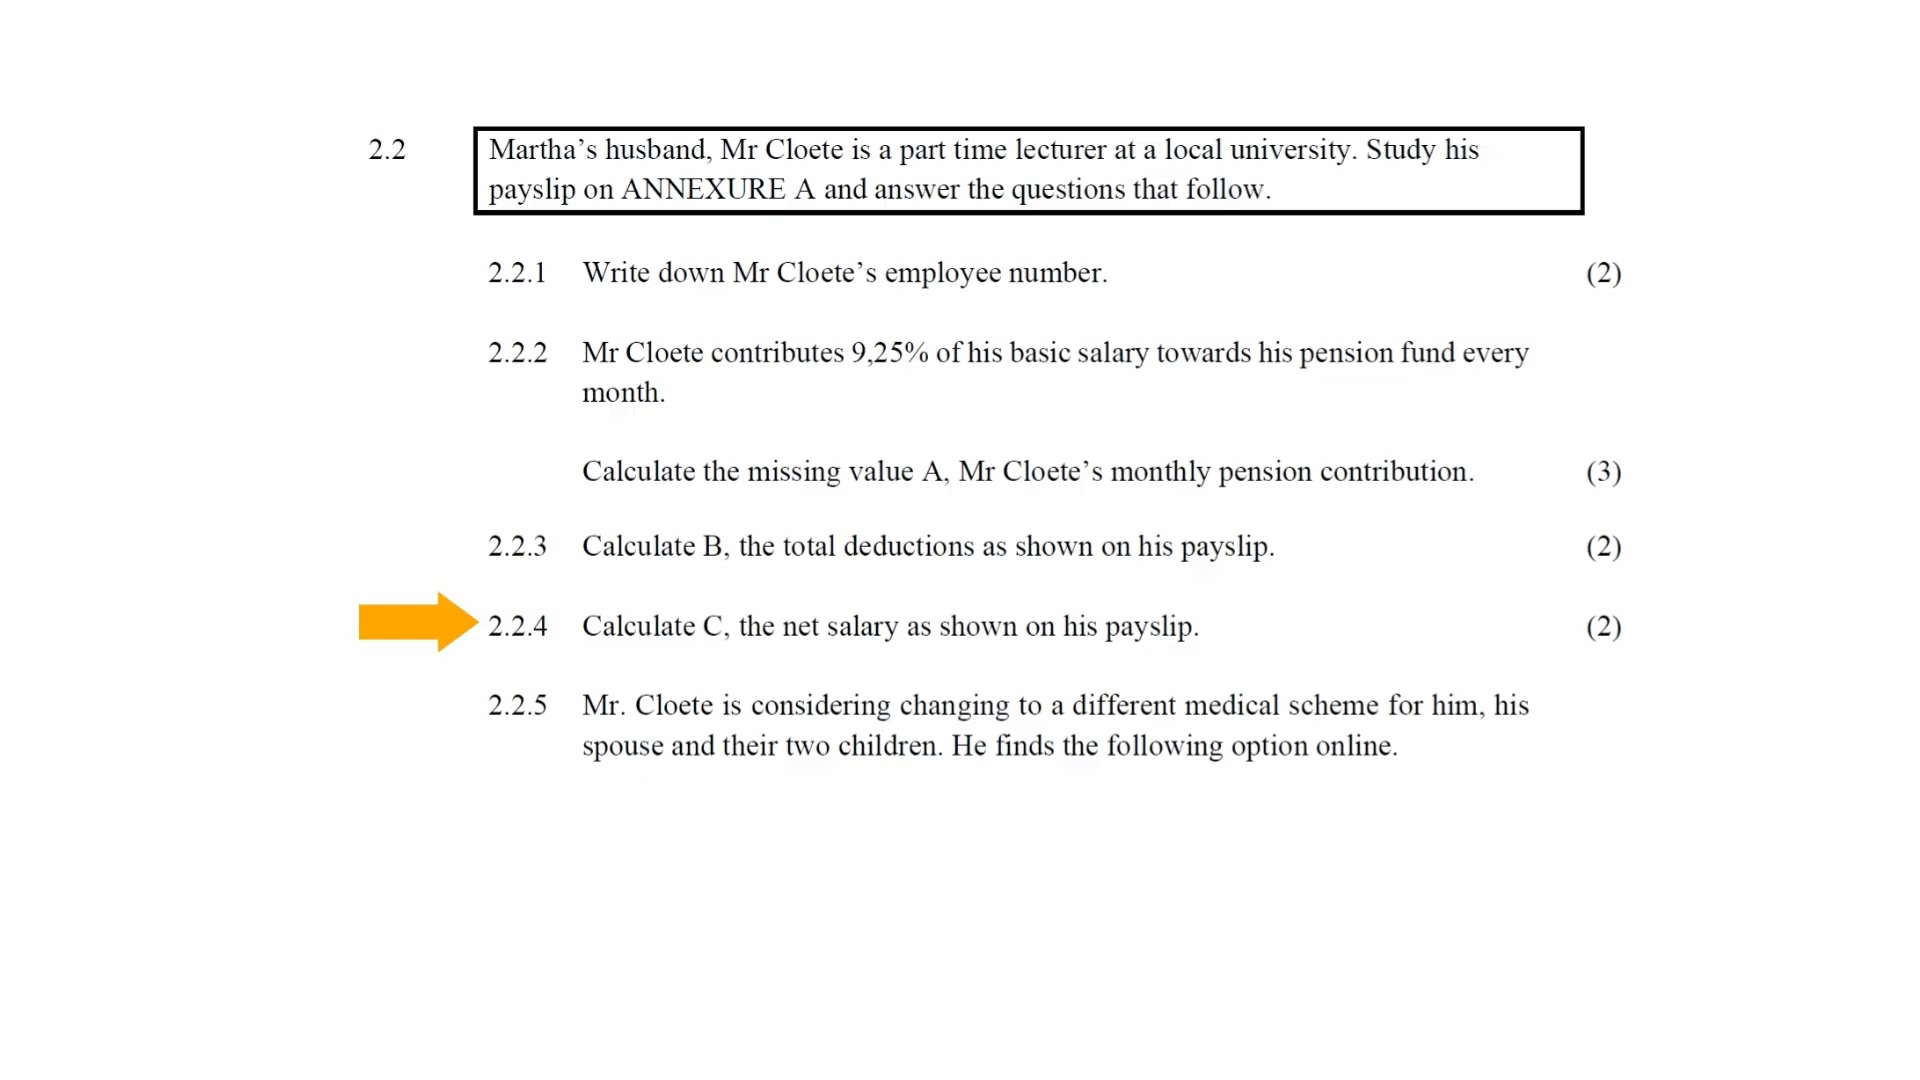 2.2 Martha’s husband, Mr Cloete is a part time lecturer at a local university. Study his
payslip on ANNEXURE A and answer the questions that follow.
2.2.1 Write down Mr Cloete’s employee number. (2)
2.2.2 Mr Cloete contributes 9,25% of his basic salary towards his pension fund every
month.
Calculate the missing value A, Mr Cloete’s monthly pension contribution. (3)
2.2.3 Calculate B, the total deductions as shown on his payslip. (2)
2.2.4 Calculate C, the net salary as shown on his payslip. (2)
2.2.5 Mr. Cloete is considering changing to a different medical scheme for him, his
spouse and their two children. He finds the following option online.